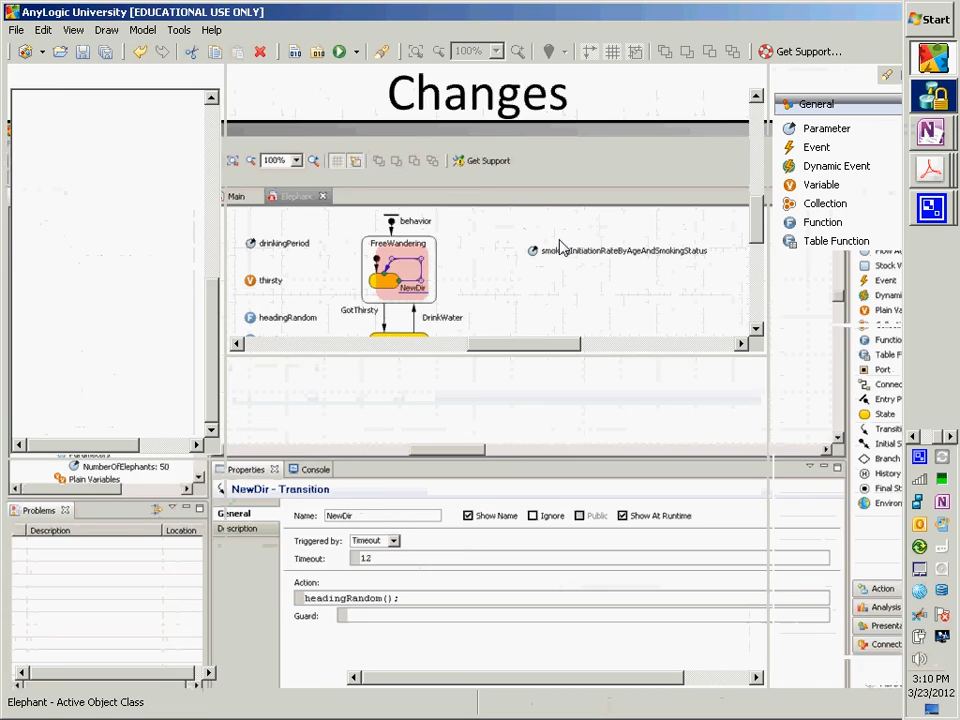 AnyLogic University [EDUCATIONAL USE ONLY]
Start
File Edit View Draw Model Tools Help
100% Get Support...
Changes
General
Parameter
Event
Dynamic Event
Variable
Collection
Function
Table Function
100% Get Support
Main Elephant
behavior
drinkingPeriod
FreeWandering
thirsty
NewDir
headingRandom
GotThirsty
DrinkWater
Stock V
Event
Dynami
Plain Va
Functio
Table F
Port
Connec
Entry P
State
Transiti
Initial S
Branch
History
Final St
Environ
NumberOfElephants: 50
Plain Variables
Properties Console
NewDir - Transition
General
Description
Name: NewDir Show Name Ignore Public Show At Runtime
Triggered by: Timeout
Timeout: 12
Action:
headingRandom();
Guard:
Problems
Description Location
Action
Analysis
Presenta
Connect
Elephant - Active Object Class
3:10 PM
3/23/2012